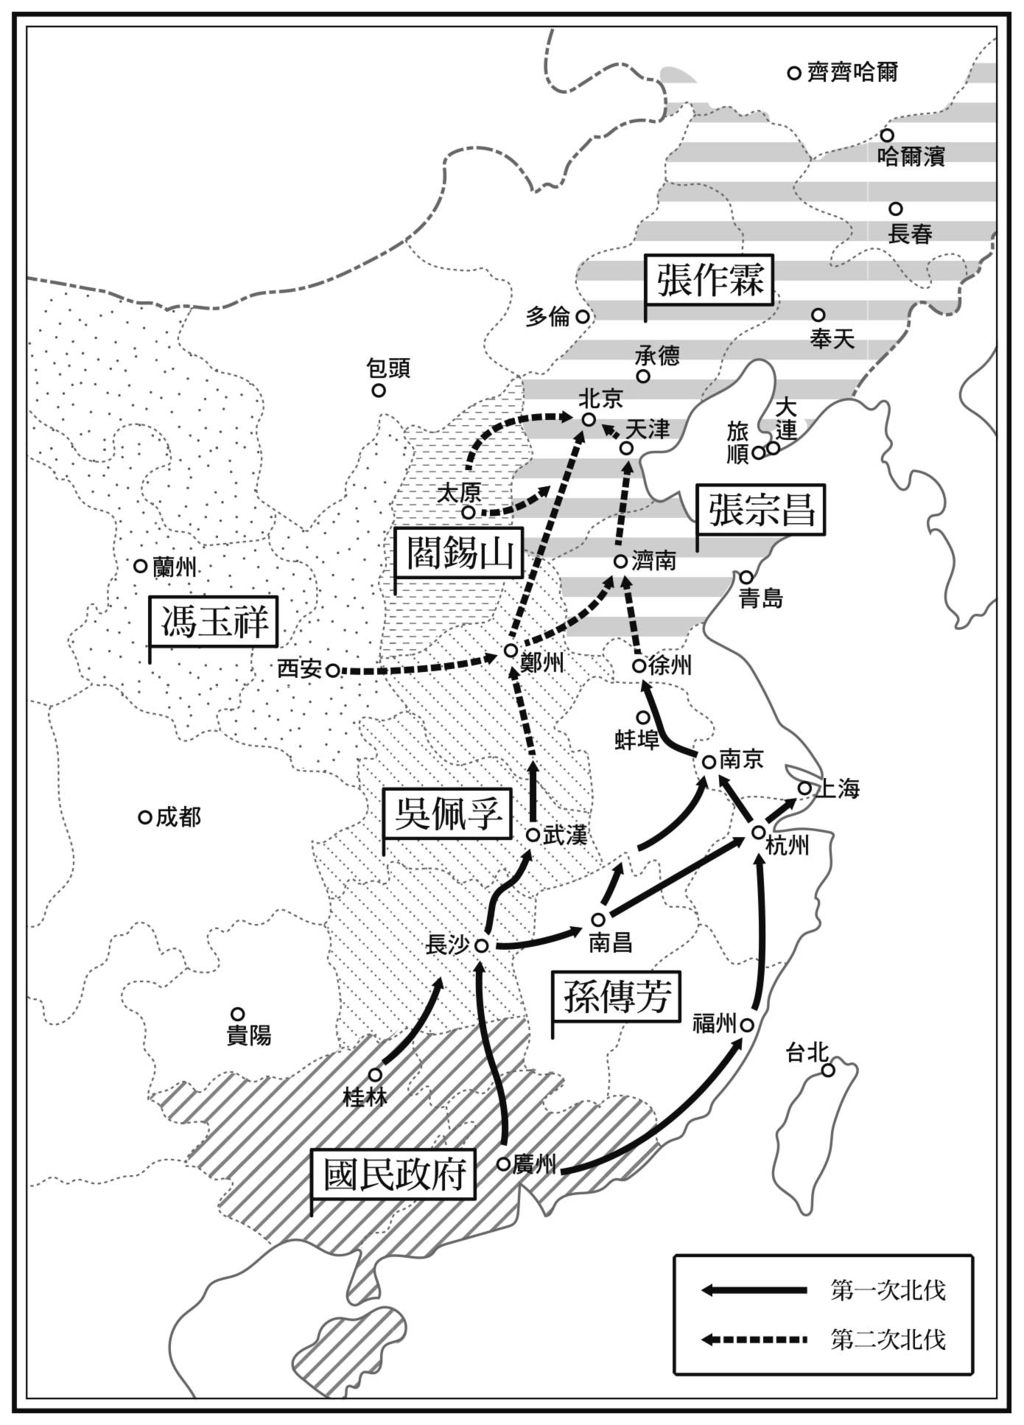 齊齊哈爾
哈爾濱
長春
張作霖
多倫
奉天
承德
包頭
北京
大連
天津
旅順
太原
張宗昌
閻錫山
濟南
蘭州
青島
馮玉祥
鄭州
徐州
西安
蚌埠
南京
上海
吳佩孚
成都
武漢
杭州
長沙
南昌
孫傳芳
貴陽
福州
台北
桂林
廣州
國民政府
第一次北伐
第二次北伐